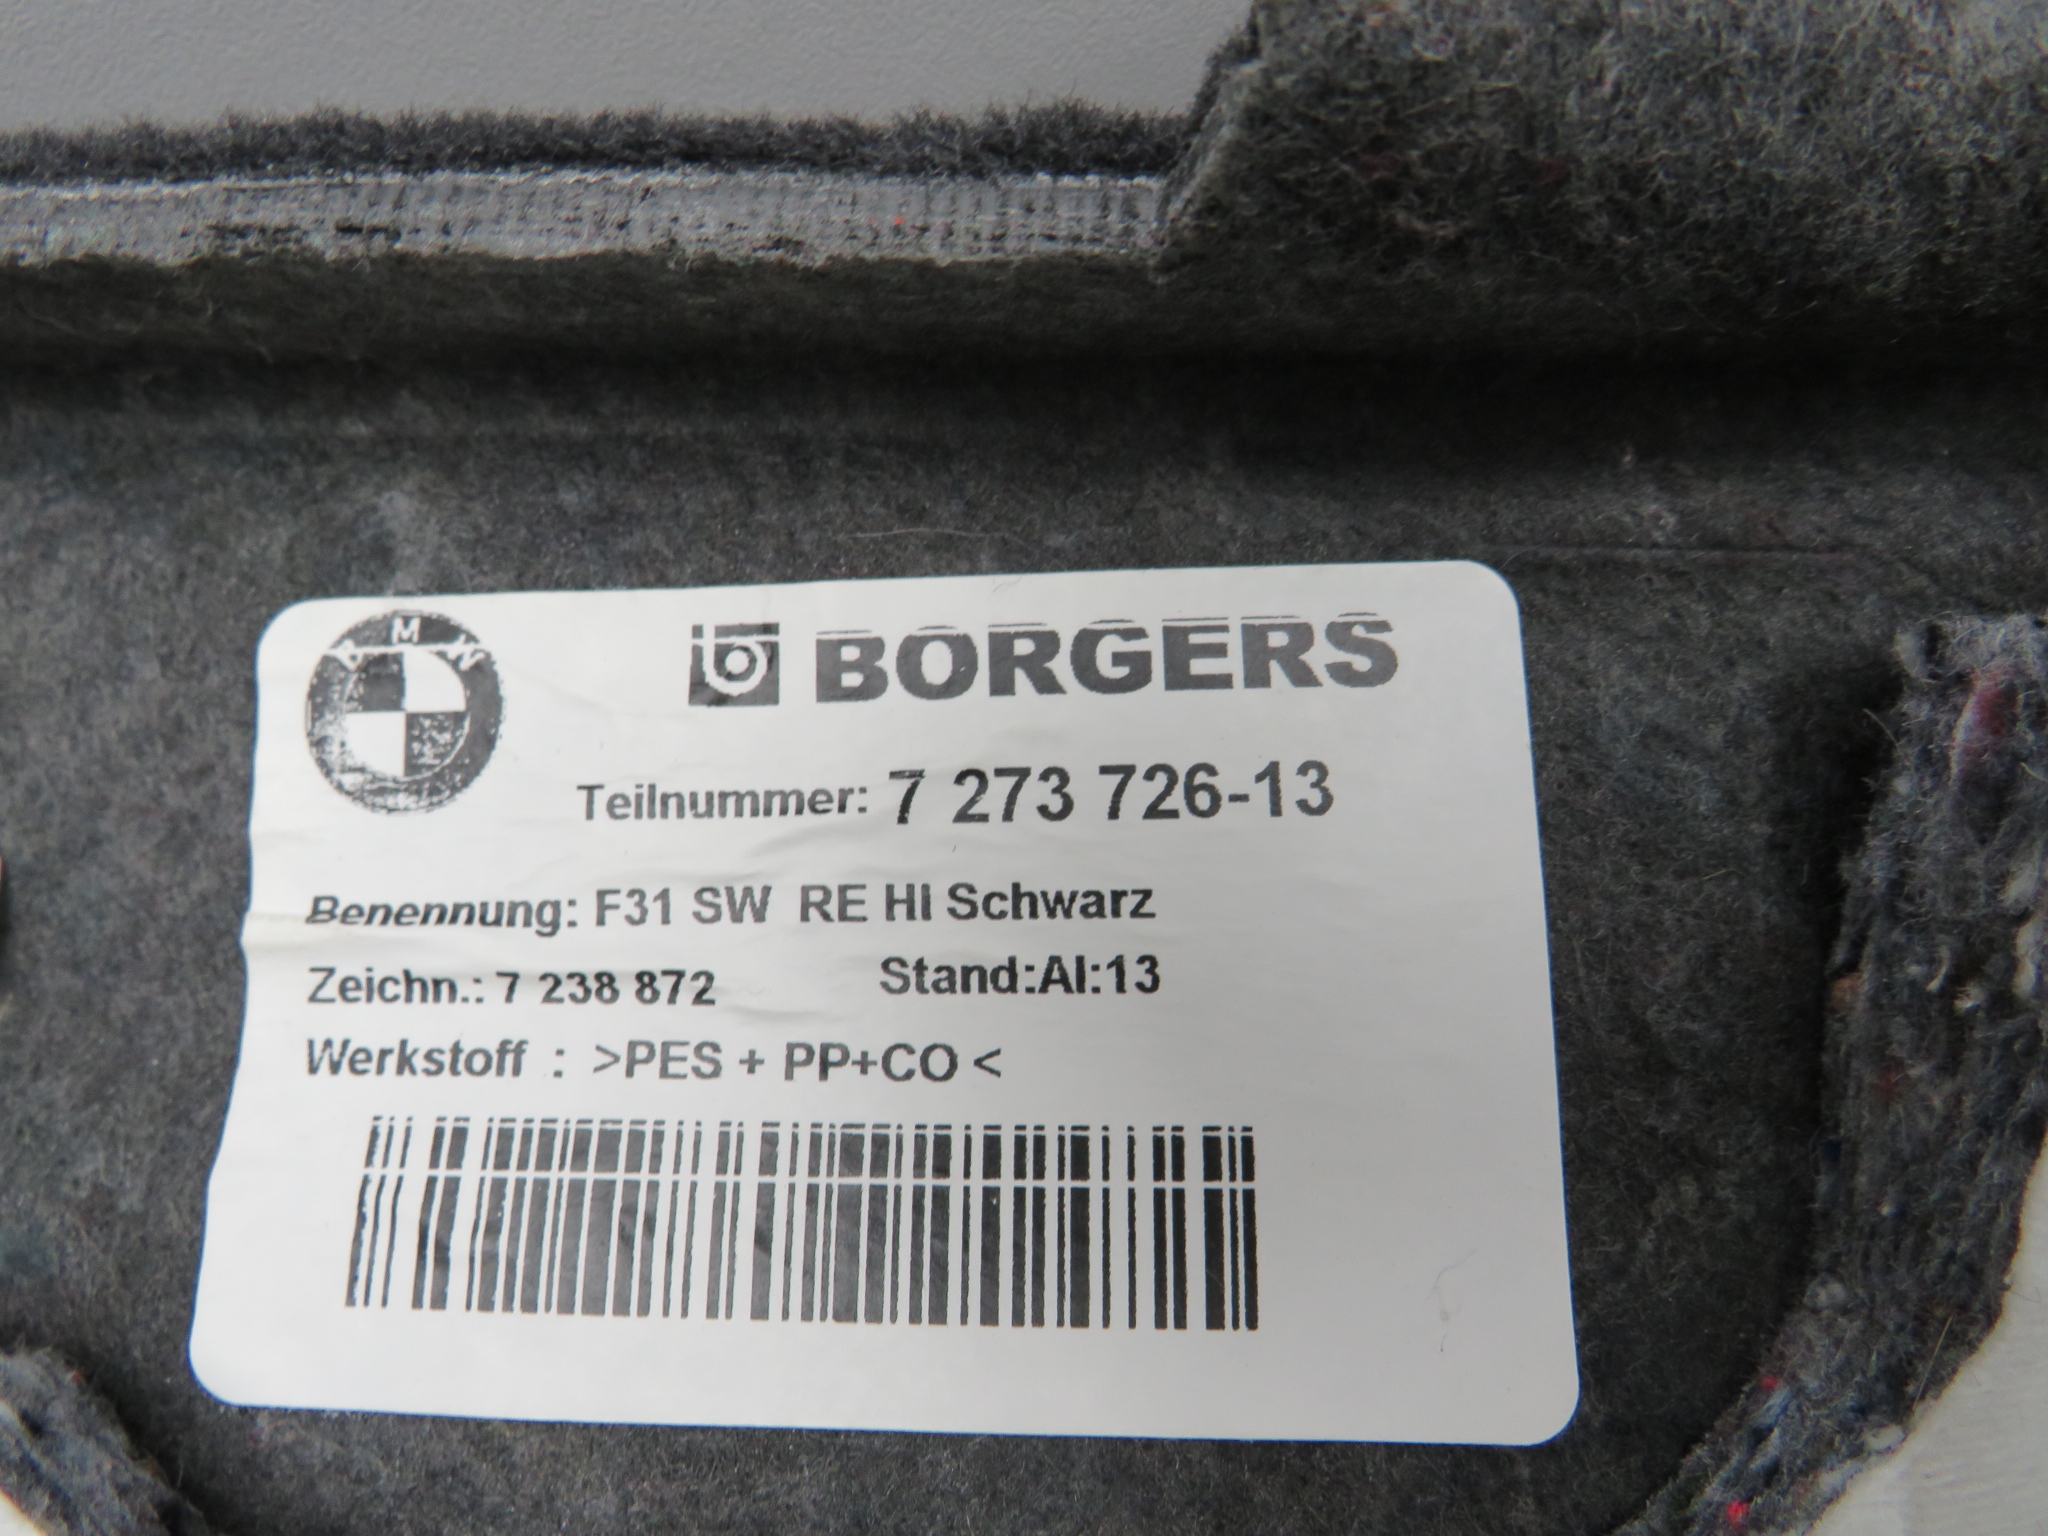 BMW
b BORGERS
Teilnummer: 7 273 726-13
Benennung: F31 SW RE HI Schwarz
Zeichn.: 7 238 872 Stand:AI:13
Werkstoff : >PES + PP+CO <